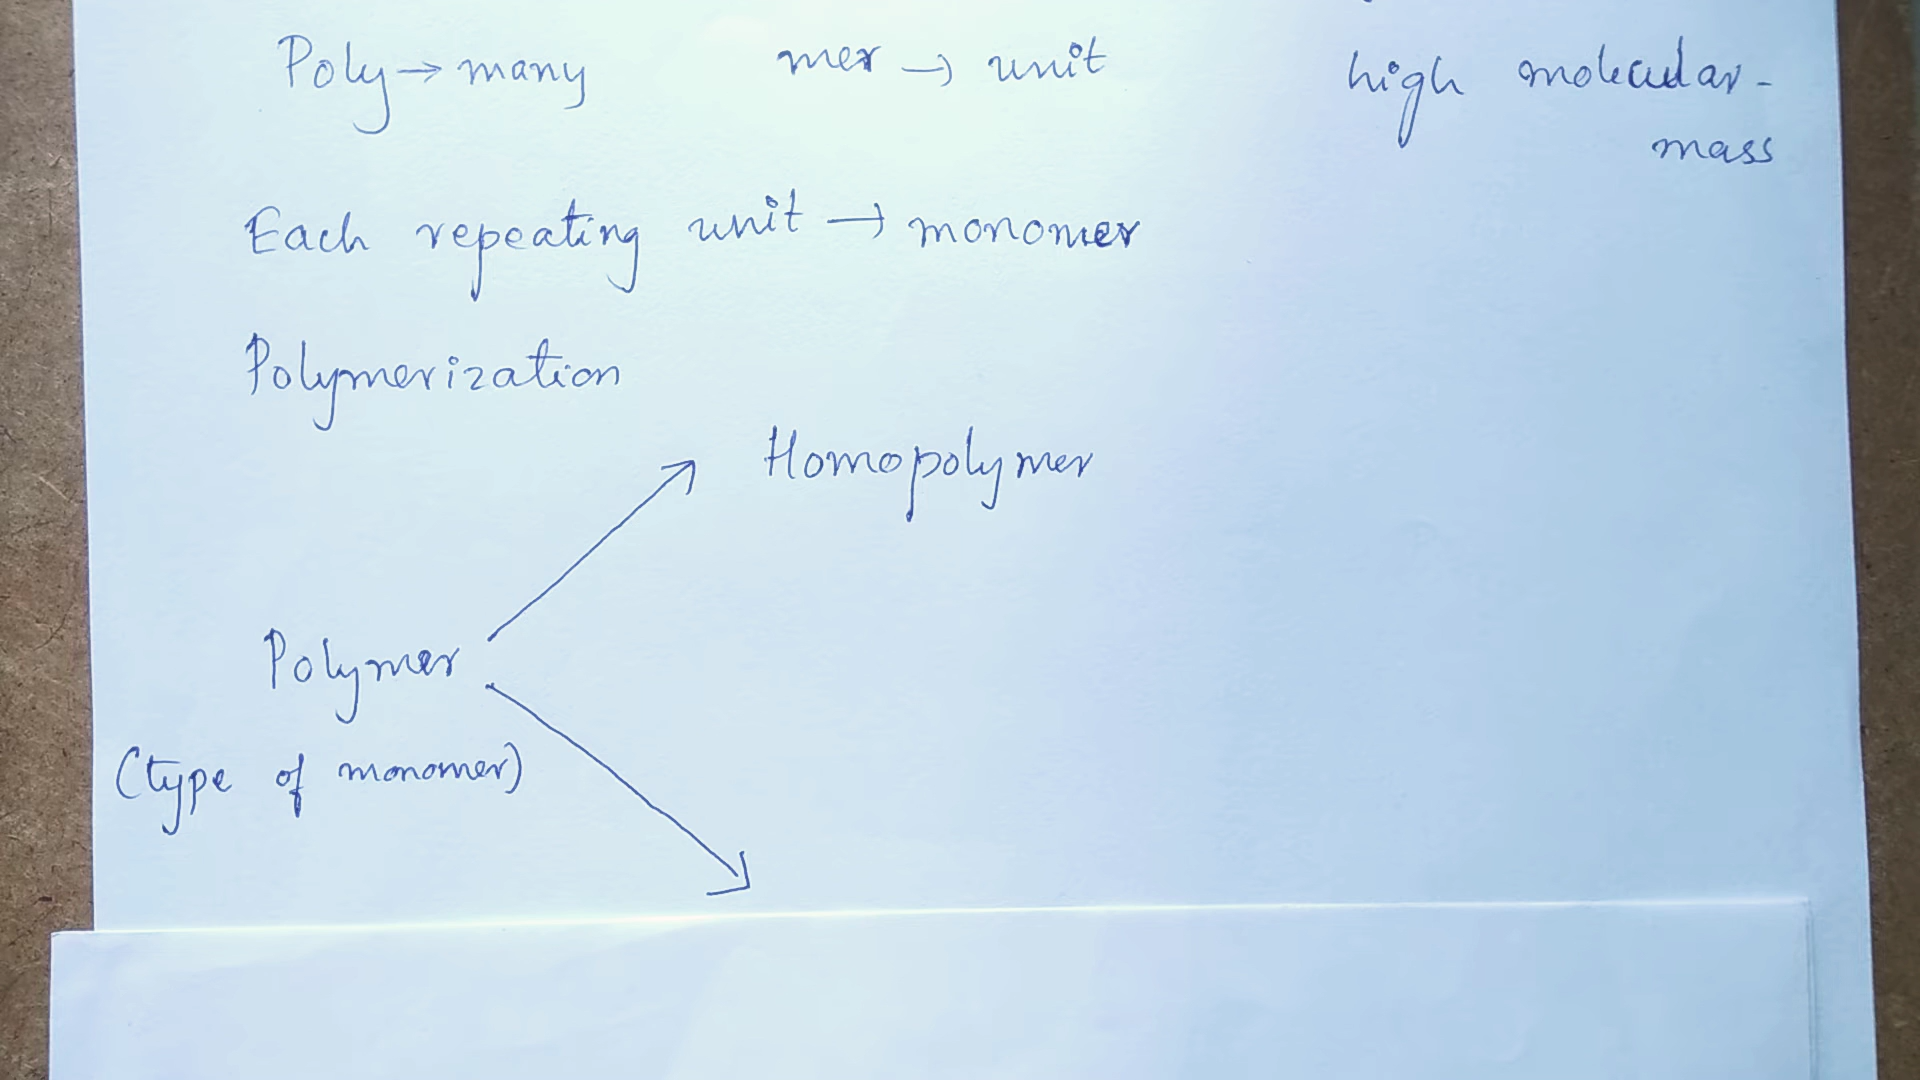 Poly → many mer → unit high molecular-
mass
Each repeating unit → monomer
Polymerization
Homopolymer
Polymer
(type of monomer)